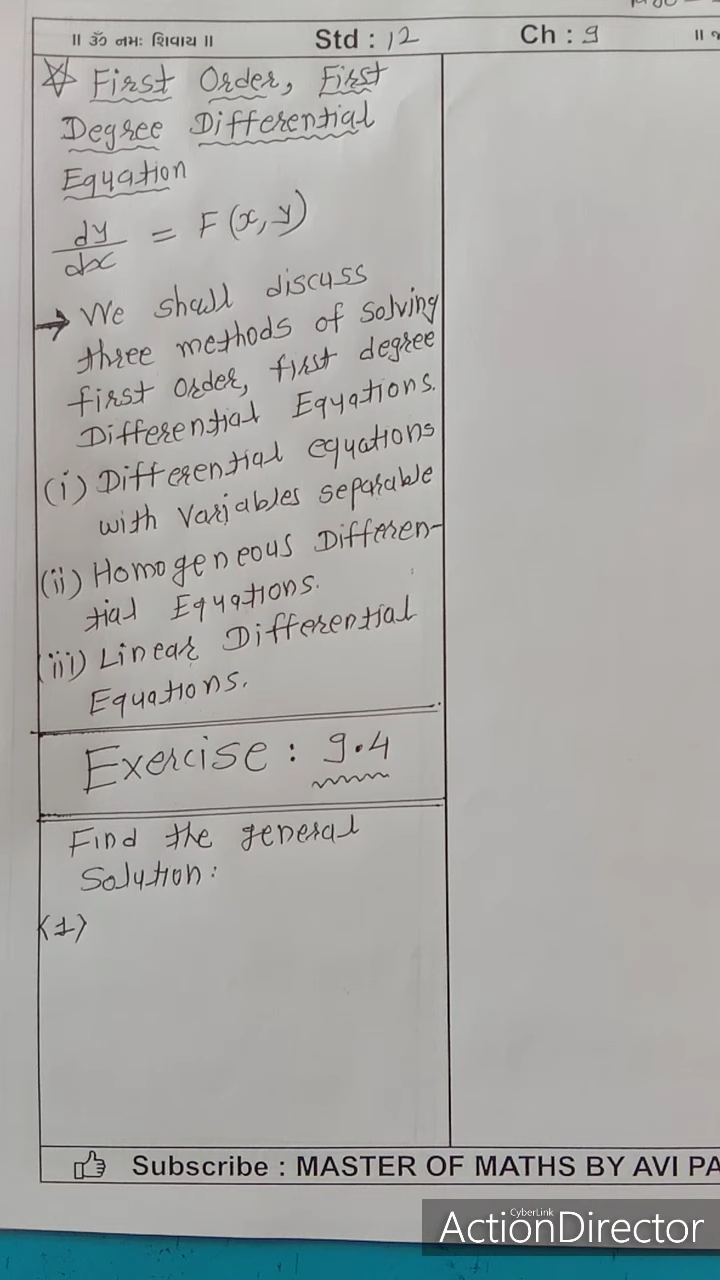 ॥ ॐ नमः शिवाय ॥ Std : 12 Ch : 9 ॥
☆ First Order, First
Degree Differential
Equation
dy/dx = F(x, y)
→ We shall discuss
three methods of solving
first order, first degree
Differential Equations.
(i) Differential equations
with Variables separable
(ii) Homogeneous Differen-
tial Equations.
(iii) Linear Differential
Equations.
Exercise : 9.4
Find the general
Solution:
<1>
Subscribe : MASTER OF MATHS BY AVI PA
CyberLink
ActionDirector